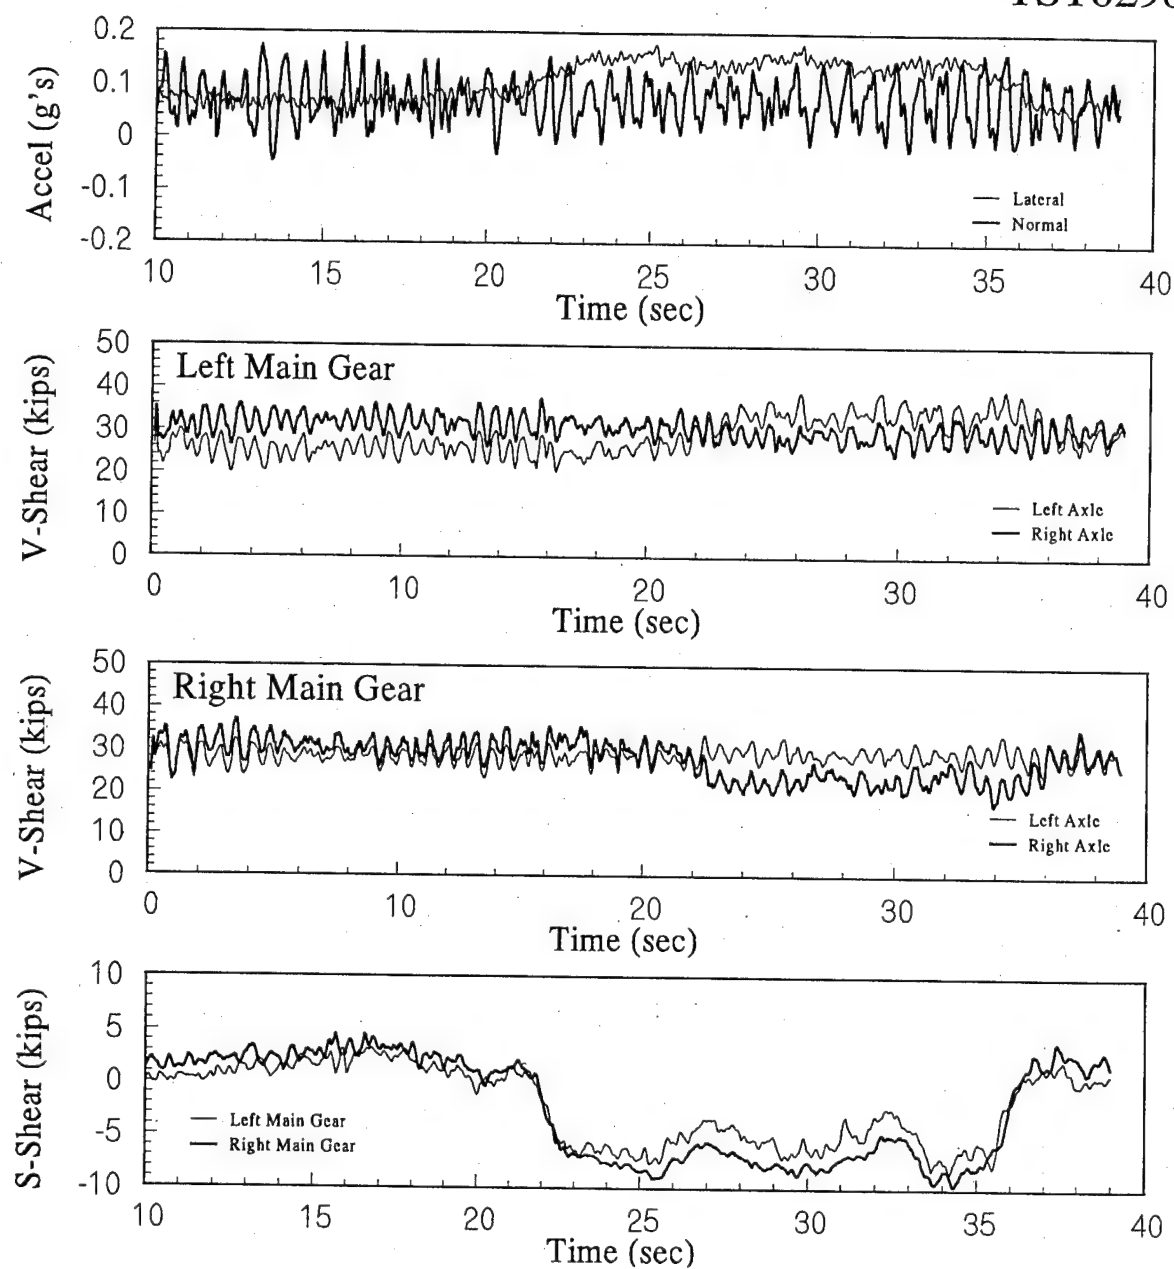 0.2
0.1
0
-0.1
-0.2
Accel (g's)
Lateral
Normal
10 15 20 25 30 35 40
Time (sec)
50
40
30
20
10
0
V-Shear (kips)
Left Main Gear
Left Axle
Right Axle
0 10 20 30 40
Time (sec)
50
40
30
20
10
0
V-Shear (kips)
Right Main Gear
Left Axle
Right Axle
0 10 20 30 40
Time (sec)
10
5
0
-5
-10
S-Shear (kips)
Left Main Gear
Right Main Gear
10 15 20 25 30 35 40
Time (sec)